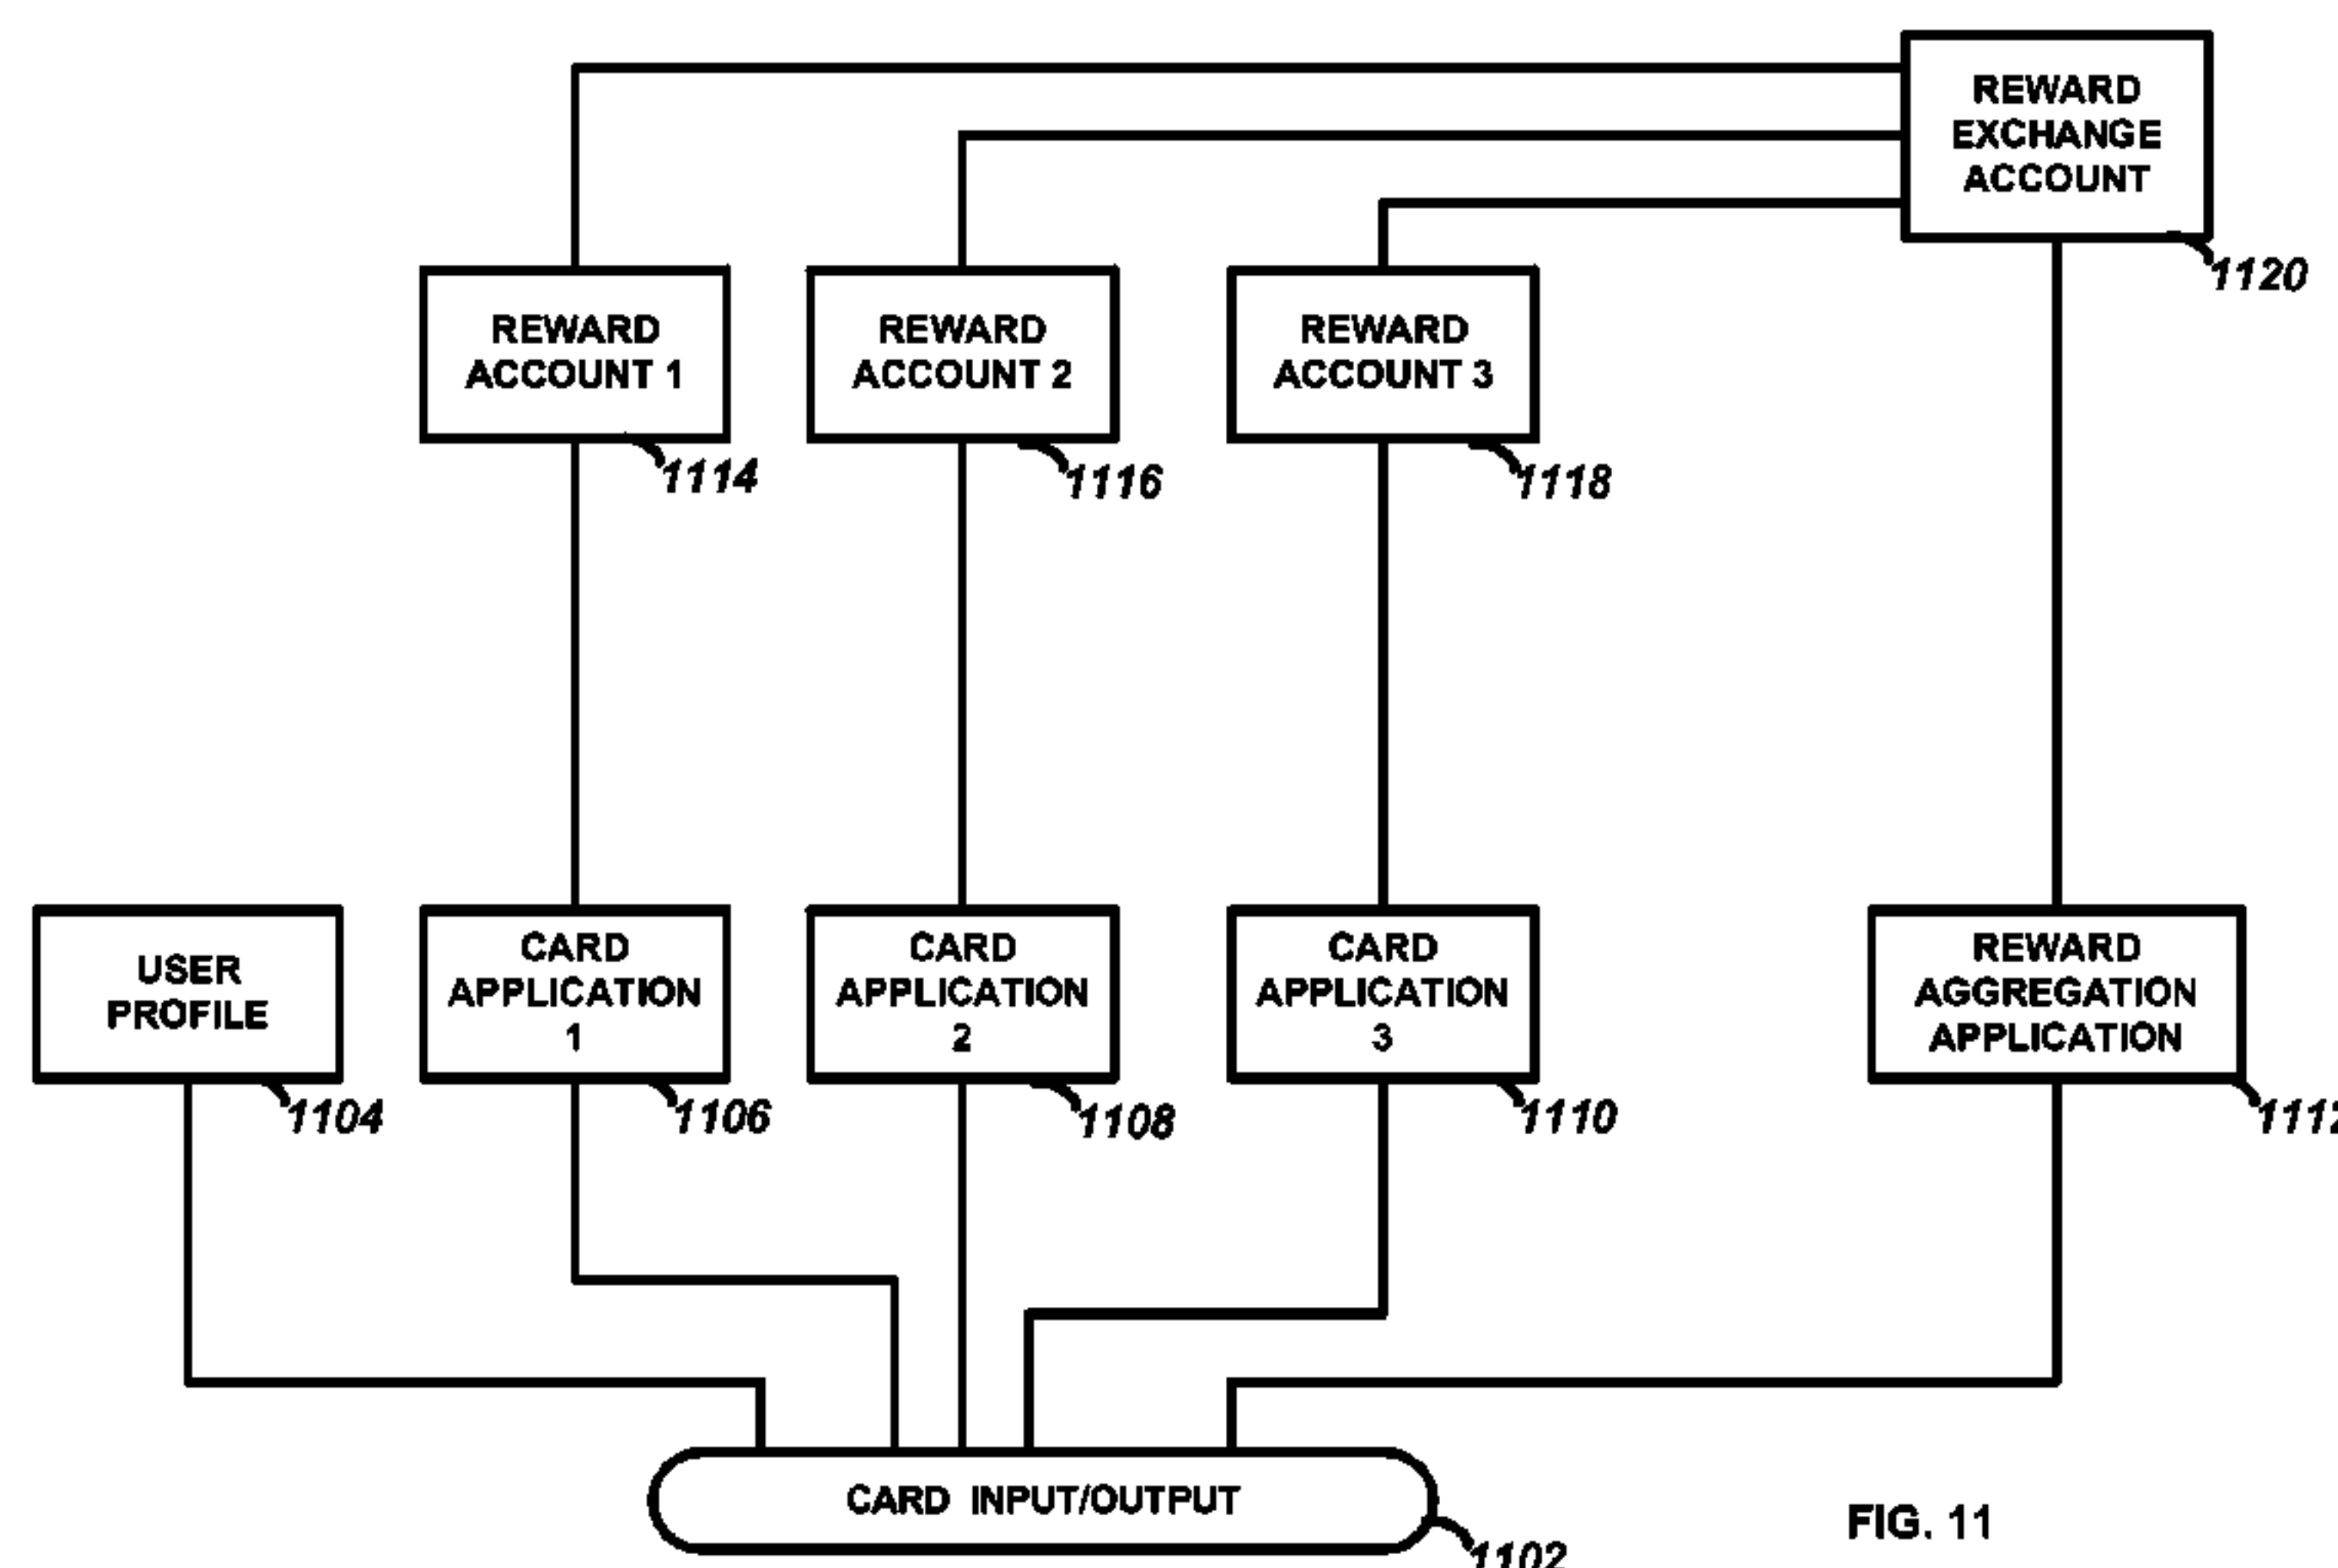 REWARD
EXCHANGE
ACCOUNT
1120
REWARD
ACCOUNT 1
1114
REWARD
ACCOUNT 2
1116
REWARD
ACCOUNT 3
1118
USER
PROFILE
1104
CARD
APPLICATION
1
1106
CARD
APPLICATION
2
1108
CARD
APPLICATION
3
1110
REWARD
AGGREGATION
APPLICATION
1112
CARD INPUT/OUTPUT
1102
FIG. 11